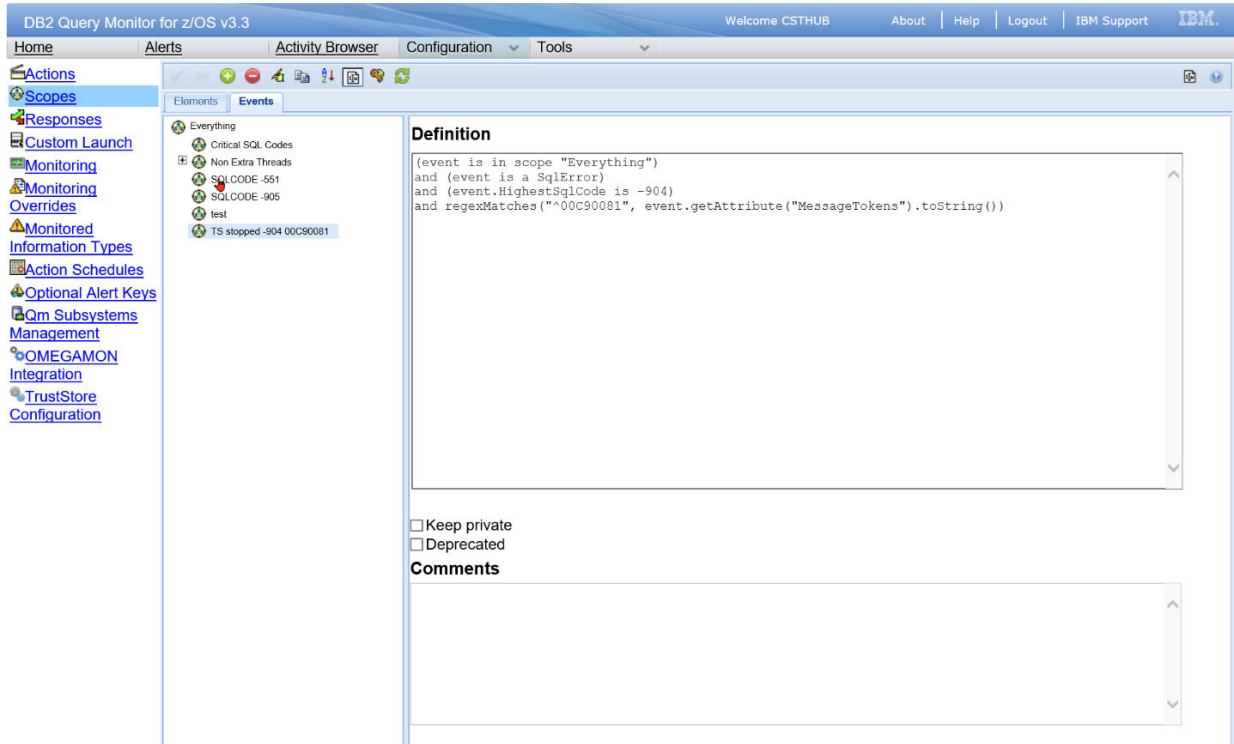 DB2 Query Monitor for z/OS v3.3
Welcome CSTHUB
About
Help
Logout
IBM Support
IBM.
Home
Alerts
Activity Browser
Configuration
Tools
Actions
Scopes
Responses
Custom Launch
Monitoring
Monitoring
Overrides
Monitored
Information Types
Action Schedules
Optional Alert Keys
Qm Subsystems
Management
OMEGAMON
Integration
TrustStore
Configuration
Elements
Events
Everything
Critical SQL Codes
Non Extra Threads
SQLCODE -551
SQLCODE -905
test
TS stopped -904 00C90081
Definition
(event is in scope "Everything")
and (event is a SqlError)
and (event.HighestSqlCode is -904)
and regexMatches("^00C90081", event.getAttribute("MessageTokens").toString())
Keep private
Deprecated
Comments